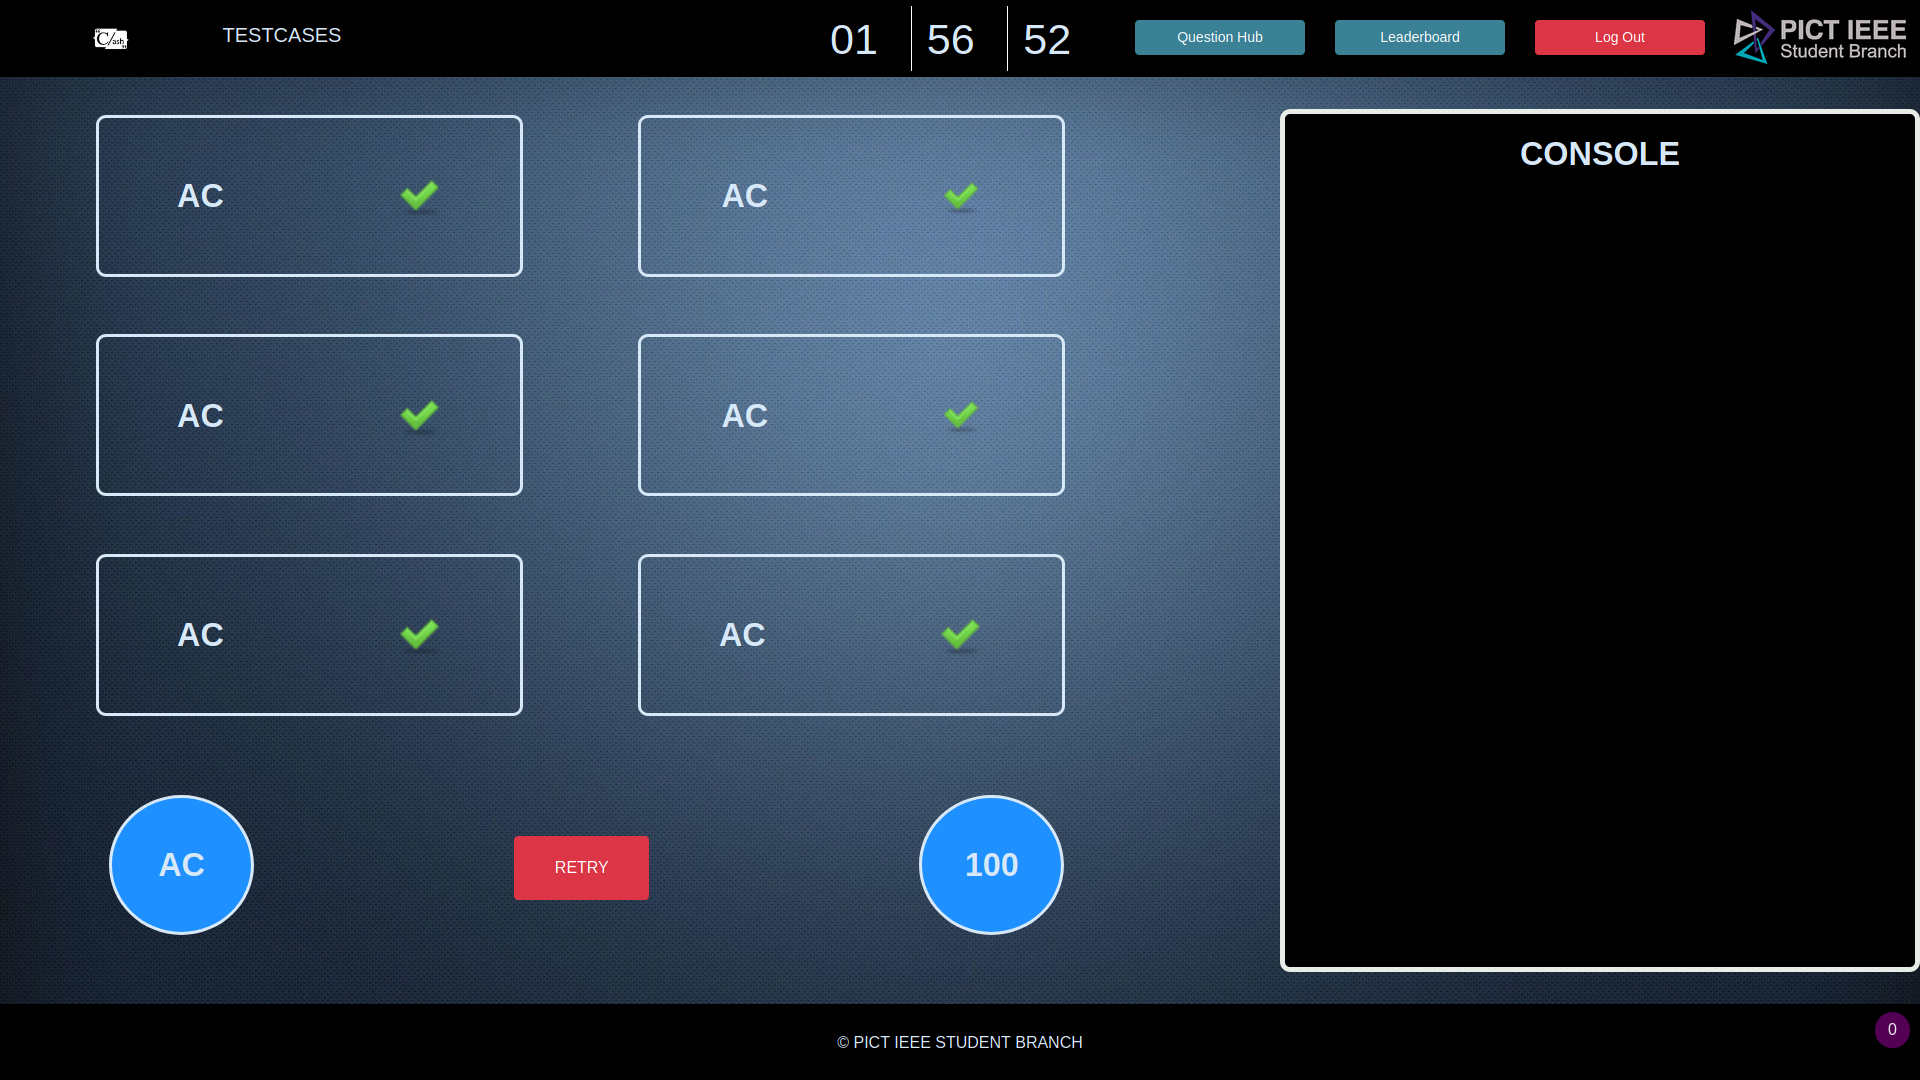 C/ash
TESTCASES
01 56 52
Question Hub
Leaderboard
Log Out
PICT IEEE
Student Branch
AC
AC
CONSOLE
AC
AC
AC
AC
AC
RETRY
100
© PICT IEEE STUDENT BRANCH
0